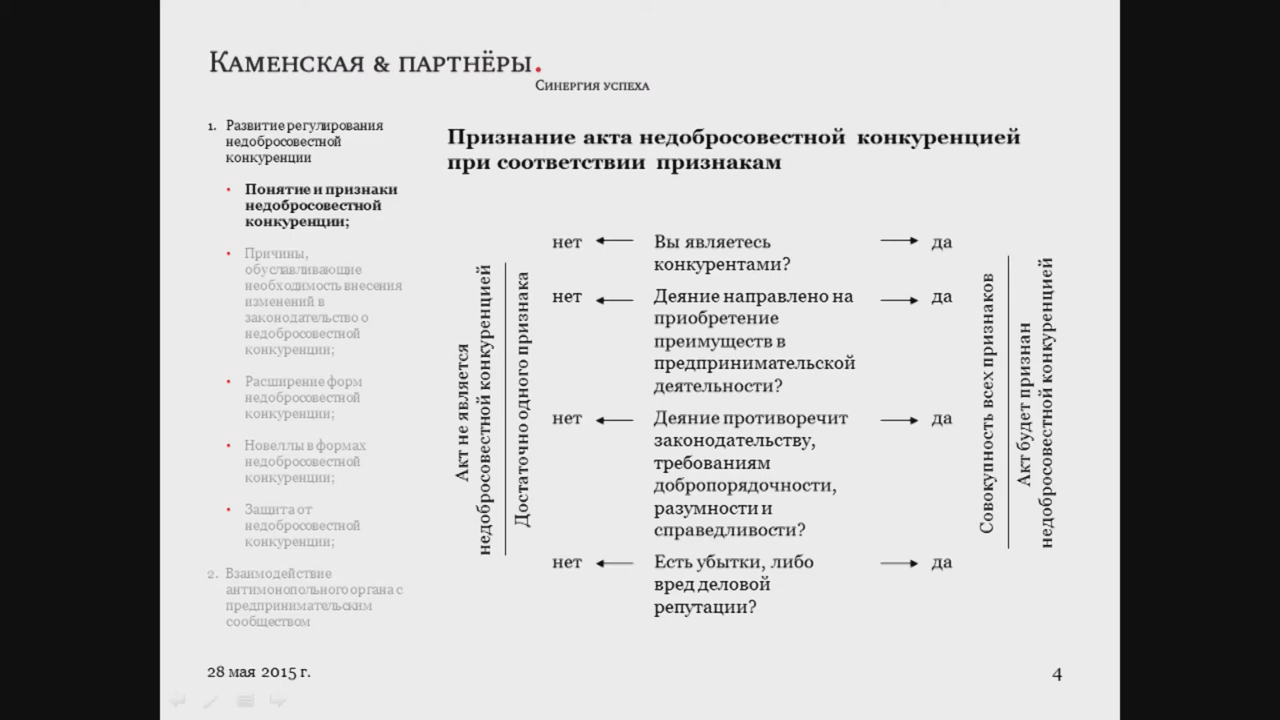 Каменская & партнёры.
Синергия успеха
1. Развитие регулирования
недобросовестной
конкуренции
• Понятие и признаки
недобросовестной
конкуренции;
• Причины,
обуславливающие
необходимость внесения
изменений в
законодательство о
недобросовестной
конкуренции;
• Расширение форм
недобросовестной
конкуренции;
• Новеллы в формах
недобросовестной
конкуренции;
• Защита от
недобросовестной
конкуренции;
2. Взаимодействие
антимонопольного органа с
предпринимательским
сообществом
Признание акта недобросовестной конкуренцией
при соответствии признакам
Акт не является
недобросовестной конкуренцией
Достаточно одного признака
нет Вы являетесь да
конкурентами?
нет Деяние направлено на да
приобретение
преимуществ в
предпринимательской
деятельности?
нет Деяние противоречит да
законодательству,
требованиям
добропорядочности,
разумности и
справедливости?
нет Есть убытки, либо да
вред деловой
репутации?
Совокупность всех признаков
Акт будет признан
недобросовестной конкуренцией
28 мая 2015 г.
4